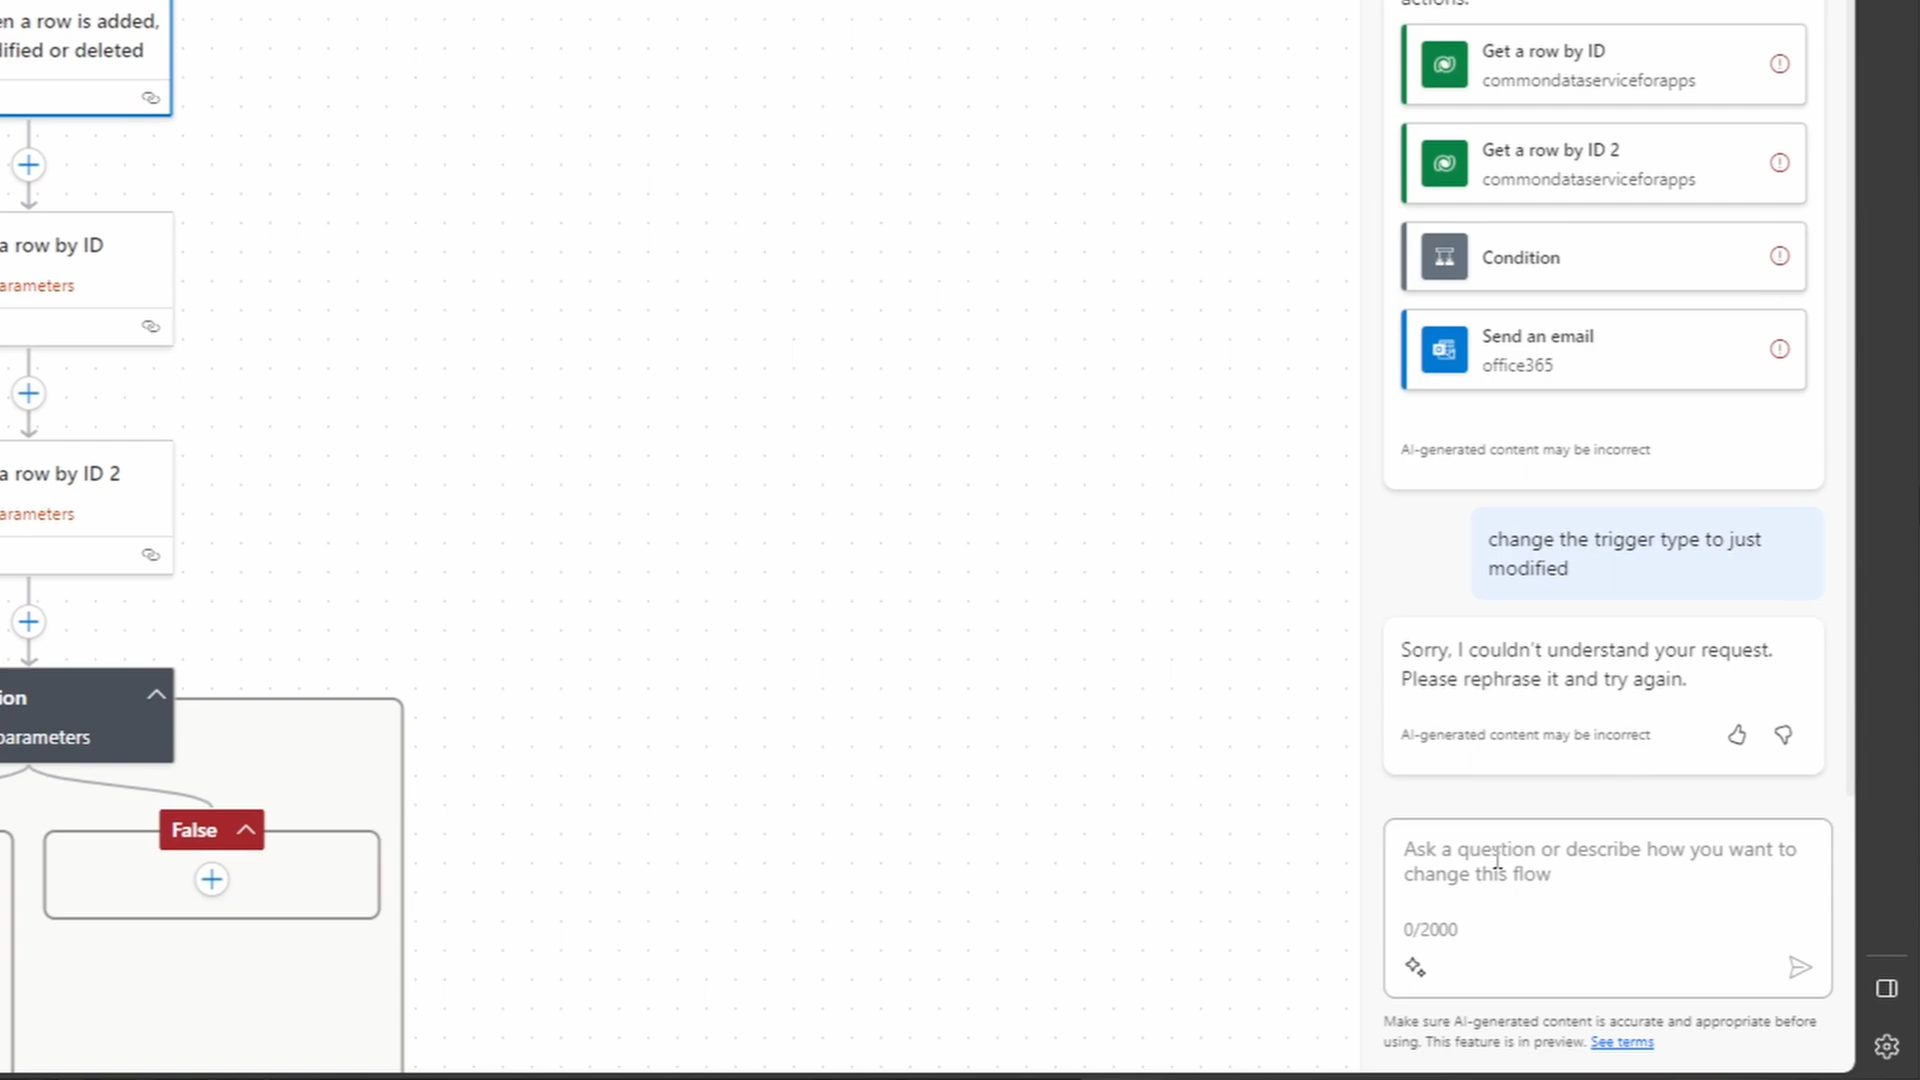 en a row is added,
lified or deleted
a row by ID
arameters
a row by ID 2
arameters
ion
parameters
False
actions.
Get a row by ID
commondataserviceforapps
Get a row by ID 2
commondataserviceforapps
Condition
Send an email
office365
AI-generated content may be incorrect
change the trigger type to just
modified
Sorry, I couldn't understand your request.
Please rephrase it and try again.
AI-generated content may be incorrect
Ask a question or describe how you want to
change this flow
0/2000
Make sure AI-generated content is accurate and appropriate before
using. This feature is in preview. See terms